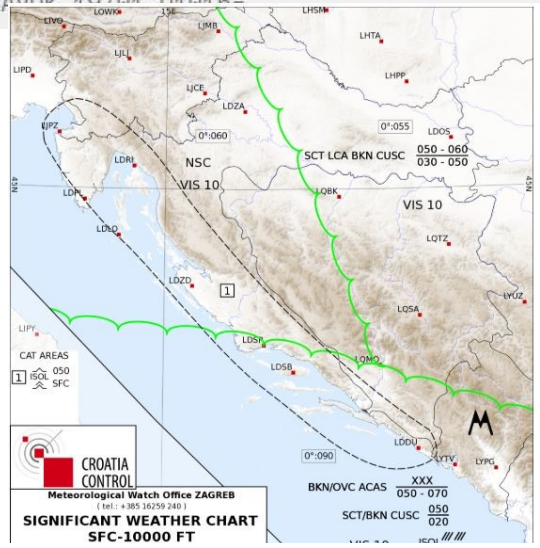 LHSM
LOWK
15E
LIVO
LJMB
LHTA
LJLJ
LIPD
LHPP
LJCE
LDZA
LJPZ
0°:060
0°:055
LDOS
SCT LCA BKN CUSC 050 - 060
030 - 050
NSC
LDRI
VIS 10
45N
45N
LDPL
LQBK
VIS 10
LDLO
LQTZ
LDZD
1
LYUZ
LQSA
LIPY
LDSP
CAT AREAS
LQMO
1 ISOL 050
SFC
LDSB
LDDU
0°:090
LYTV
LYPG
CROATIA
CONTROL
BKN/OVC ACAS XXX
050 - 070
Meteorological Watch Office ZAGREB
( tel.: +385 16259 240 )
SIGNIFICANT WEATHER CHART
SCT/BKN CUSC 050
020
SFC-10000 FT
VIS 10
ISOL